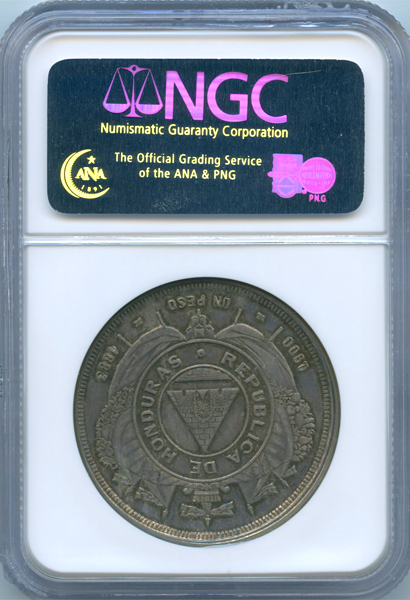 NGC
Numismatic Guaranty Corporation
The Official Grading Service
of the ANA & PNG
ANA
1891
P.N.G.
UN PESO
0.900
REPUBLICA DE HONDURAS